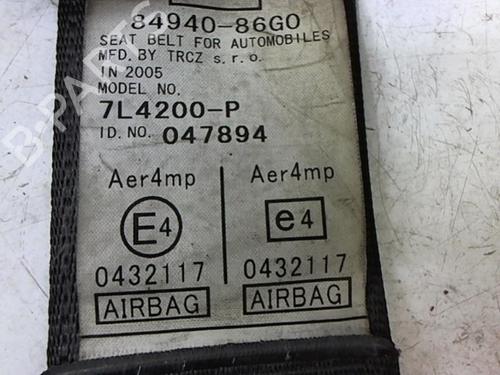 84940-86G0
SEAT BELT FOR AUTOMOBILES
MFD. BY TRCZ s.r.o.
IN 2005
MODEL NO.
7L4200-P
ID. NO. 047894
Aer4mp Aer4mp
E4 e4
0432117 0432117
AIRBAG AIRBAG
B-PARTS